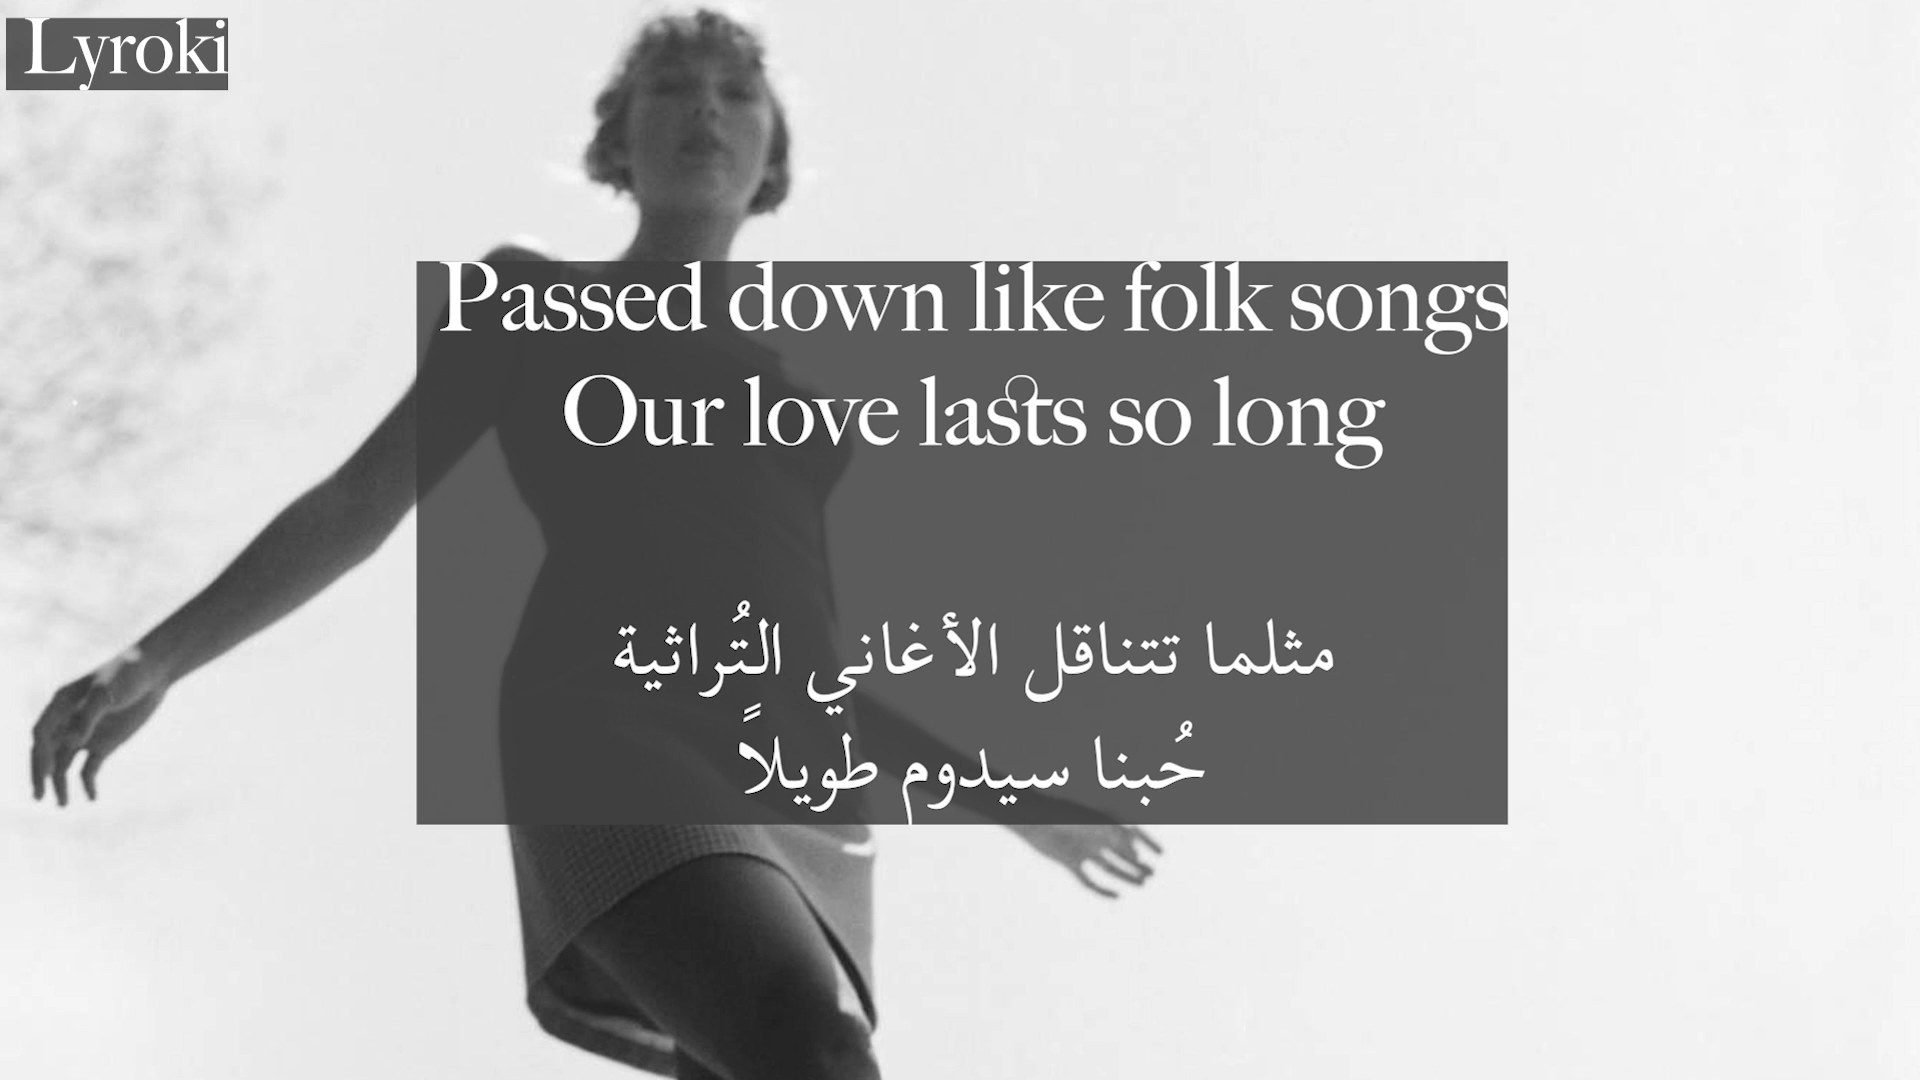 Lyroki
Passed down like folk songs
Our love lasts so long
مثلما تتناقل الأغاني التُراثية
حُبنا سيدوم طويلاً